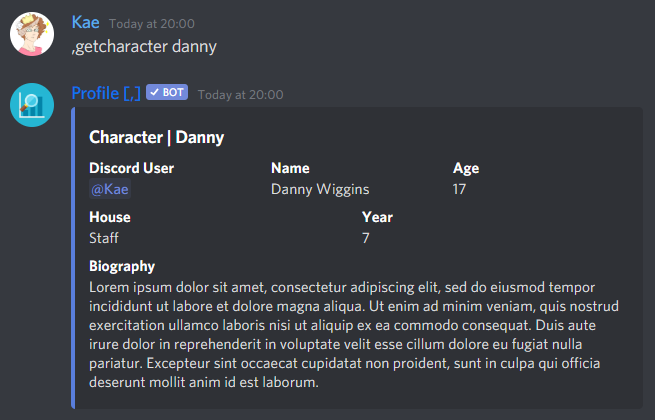 Kae Today at 20:00
,getcharacter danny
Profile [,] ✓ BOT Today at 20:00
Character | Danny
Discord User Name Age
@Kae Danny Wiggins 17
House Year
Staff 7
Biography
Lorem ipsum dolor sit amet, consectetur adipiscing elit, sed do eiusmod tempor
incididunt ut labore et dolore magna aliqua. Ut enim ad minim veniam, quis nostrud
exercitation ullamco laboris nisi ut aliquip ex ea commodo consequat. Duis aute
irure dolor in reprehenderit in voluptate velit esse cillum dolore eu fugiat nulla
pariatur. Excepteur sint occaecat cupidatat non proident, sunt in culpa qui officia
deserunt mollit anim id est laborum.